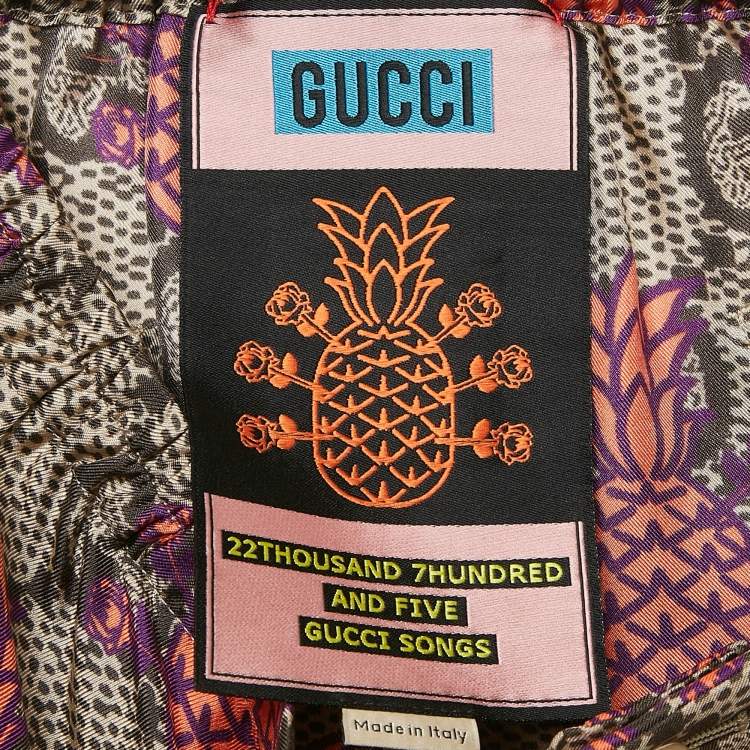 GUCCI
22THOUSAND 7HUNDRED
AND FIVE
GUCCI SONGS
Made in Italy